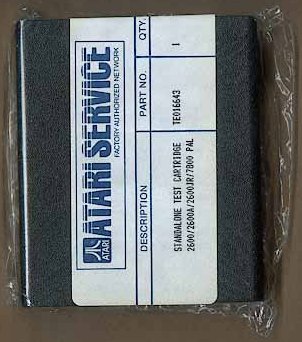 ATARI
ATARI SERVICE
FACTORY AUTHORIZED NETWORK
DESCRIPTION
PART NO.
QTY.
STANDALONE TEST CARTRIDGE
TE016643
1
2600/2600A/2600JR/7800 PAL